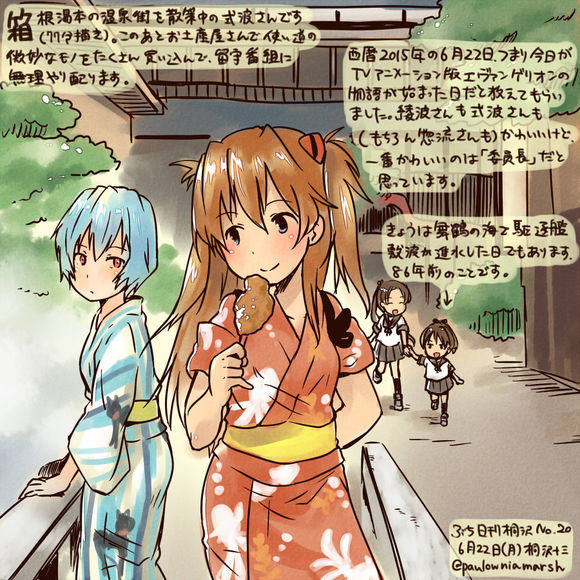 箱根湯本の温泉街を散策中の式波さんです
(77分描き)。このあとお土産屋さんで使い道の
微妙なモノをたくさん買い込んで、留守番組に
無理やり配ります。
西暦2015年の6月22日、つまり今日が
TVアニメーション版エヴァンゲリオンの
物語が始まった日だと教えてもらい
ました。綾波さんも式波さんも
(もちろん惣流さんも)かわいいけど、
一番かわいいのは「委員長」だと
思っています。
きょうは舞鶴の海で駆逐艦
敷波が進水した日でもあります。
86年前のことです。
ぷち日刊桐沢 No.20
6月22日(月) 桐沢十三
@paulowniamarsh